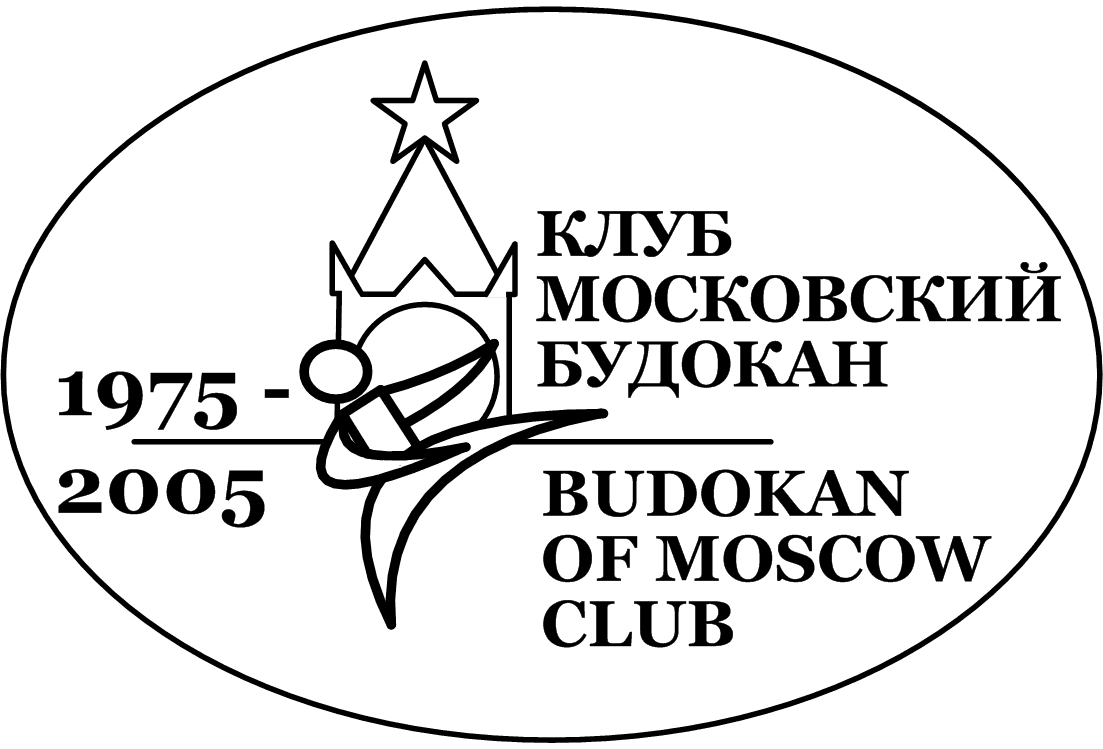 1975 -
2005
КЛУБ
МОСКОВСКИЙ
БУДОКАН
BUDOKAN
OF MOSCOW
CLUB